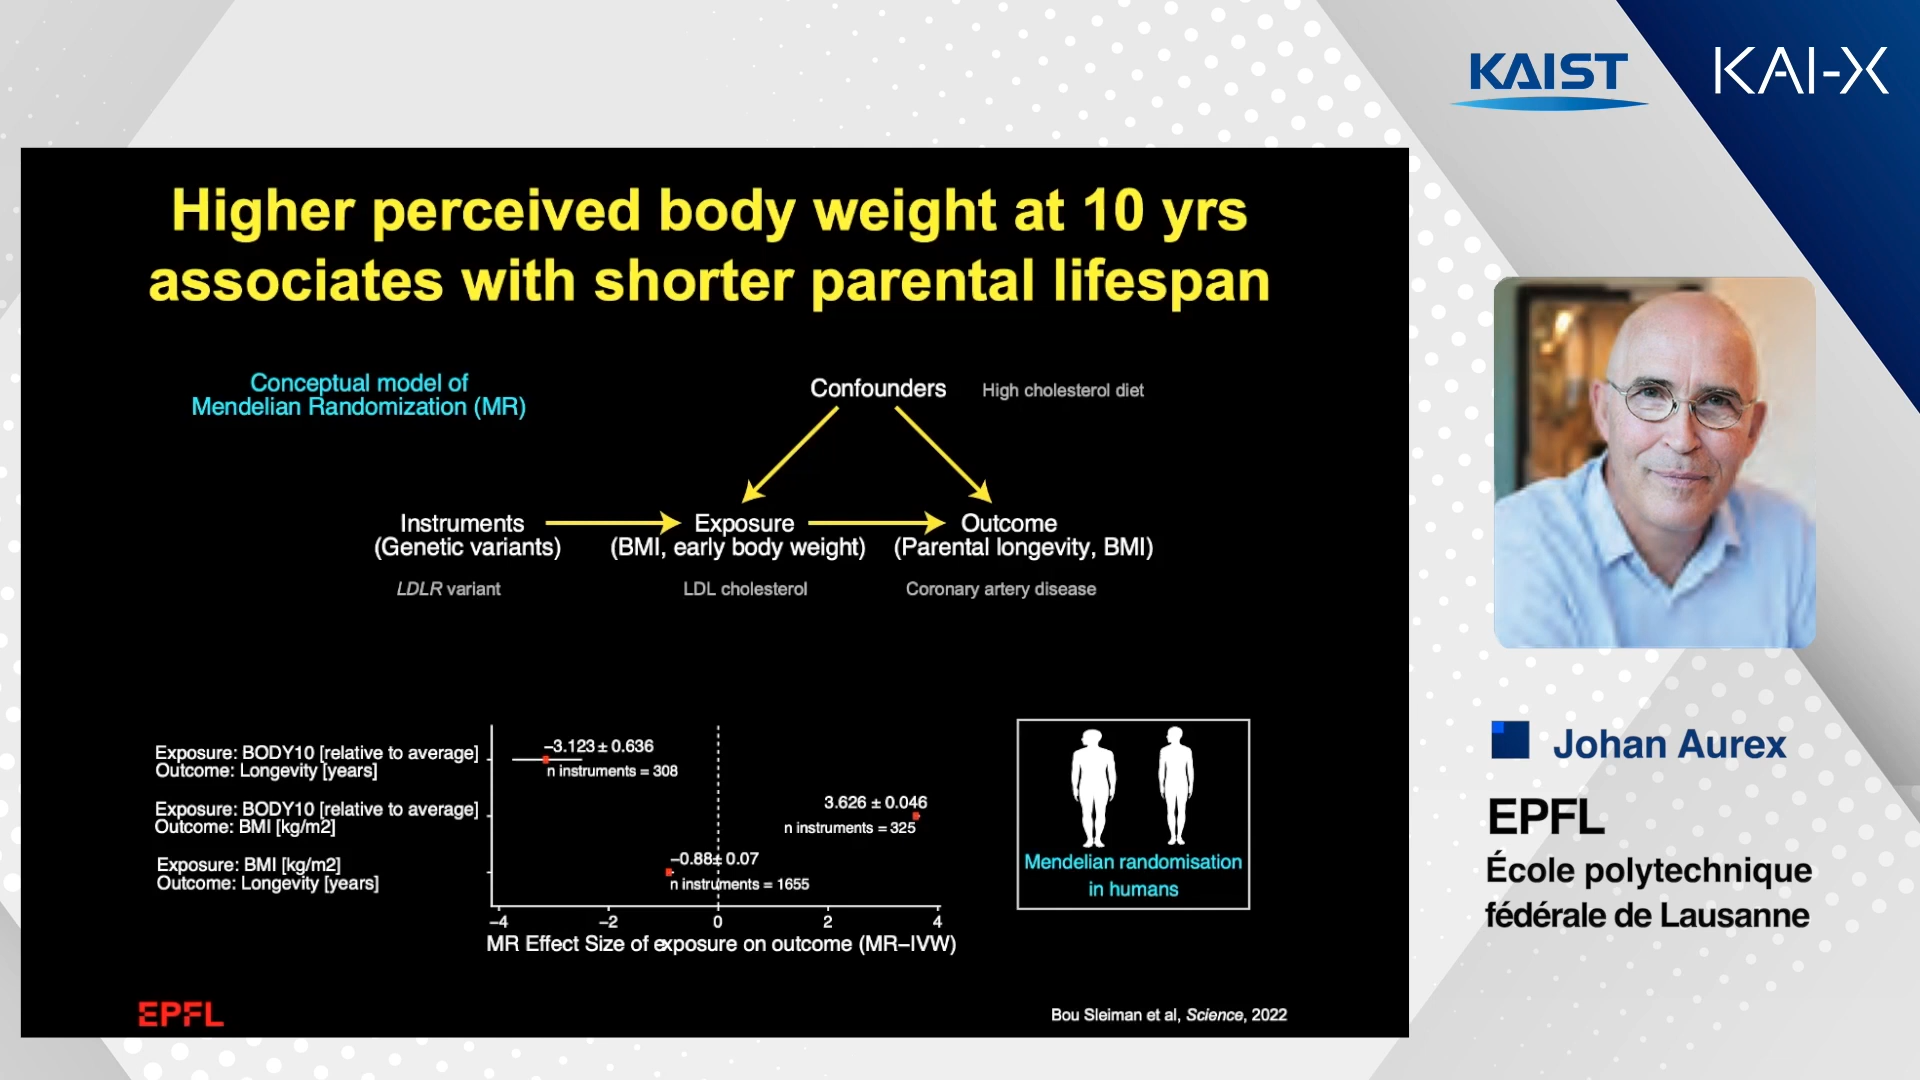 KAIST
KAI-X
Higher perceived body weight at 10 yrs
associates with shorter parental lifespan
Conceptual model of
Mendelian Randomization (MR)
Confounders
High cholesterol diet
Instruments
(Genetic variants)
Exposure
(BMI, early body weight)
Outcome
(Parental longevity, BMI)
LDLR variant
LDL cholesterol
Coronary artery disease
Exposure: BODY10 [relative to average]
Outcome: Longevity [years]
−3.123 ± 0.636
n instruments = 308
Exposure: BODY10 [relative to average]
Outcome: BMI [kg/m2]
3.626 ± 0.046
n instruments = 325
Exposure: BMI [kg/m2]
Outcome: Longevity [years]
−0.88± 0.07
n instruments = 1655
−4 −2 0 2 4
MR Effect Size of exposure on outcome (MR−IVW)
Mendelian randomisation
in humans
EPFL
Bou Sleiman et al, Science, 2022
Johan Aurex
EPFL
École polytechnique
fédérale de Lausanne